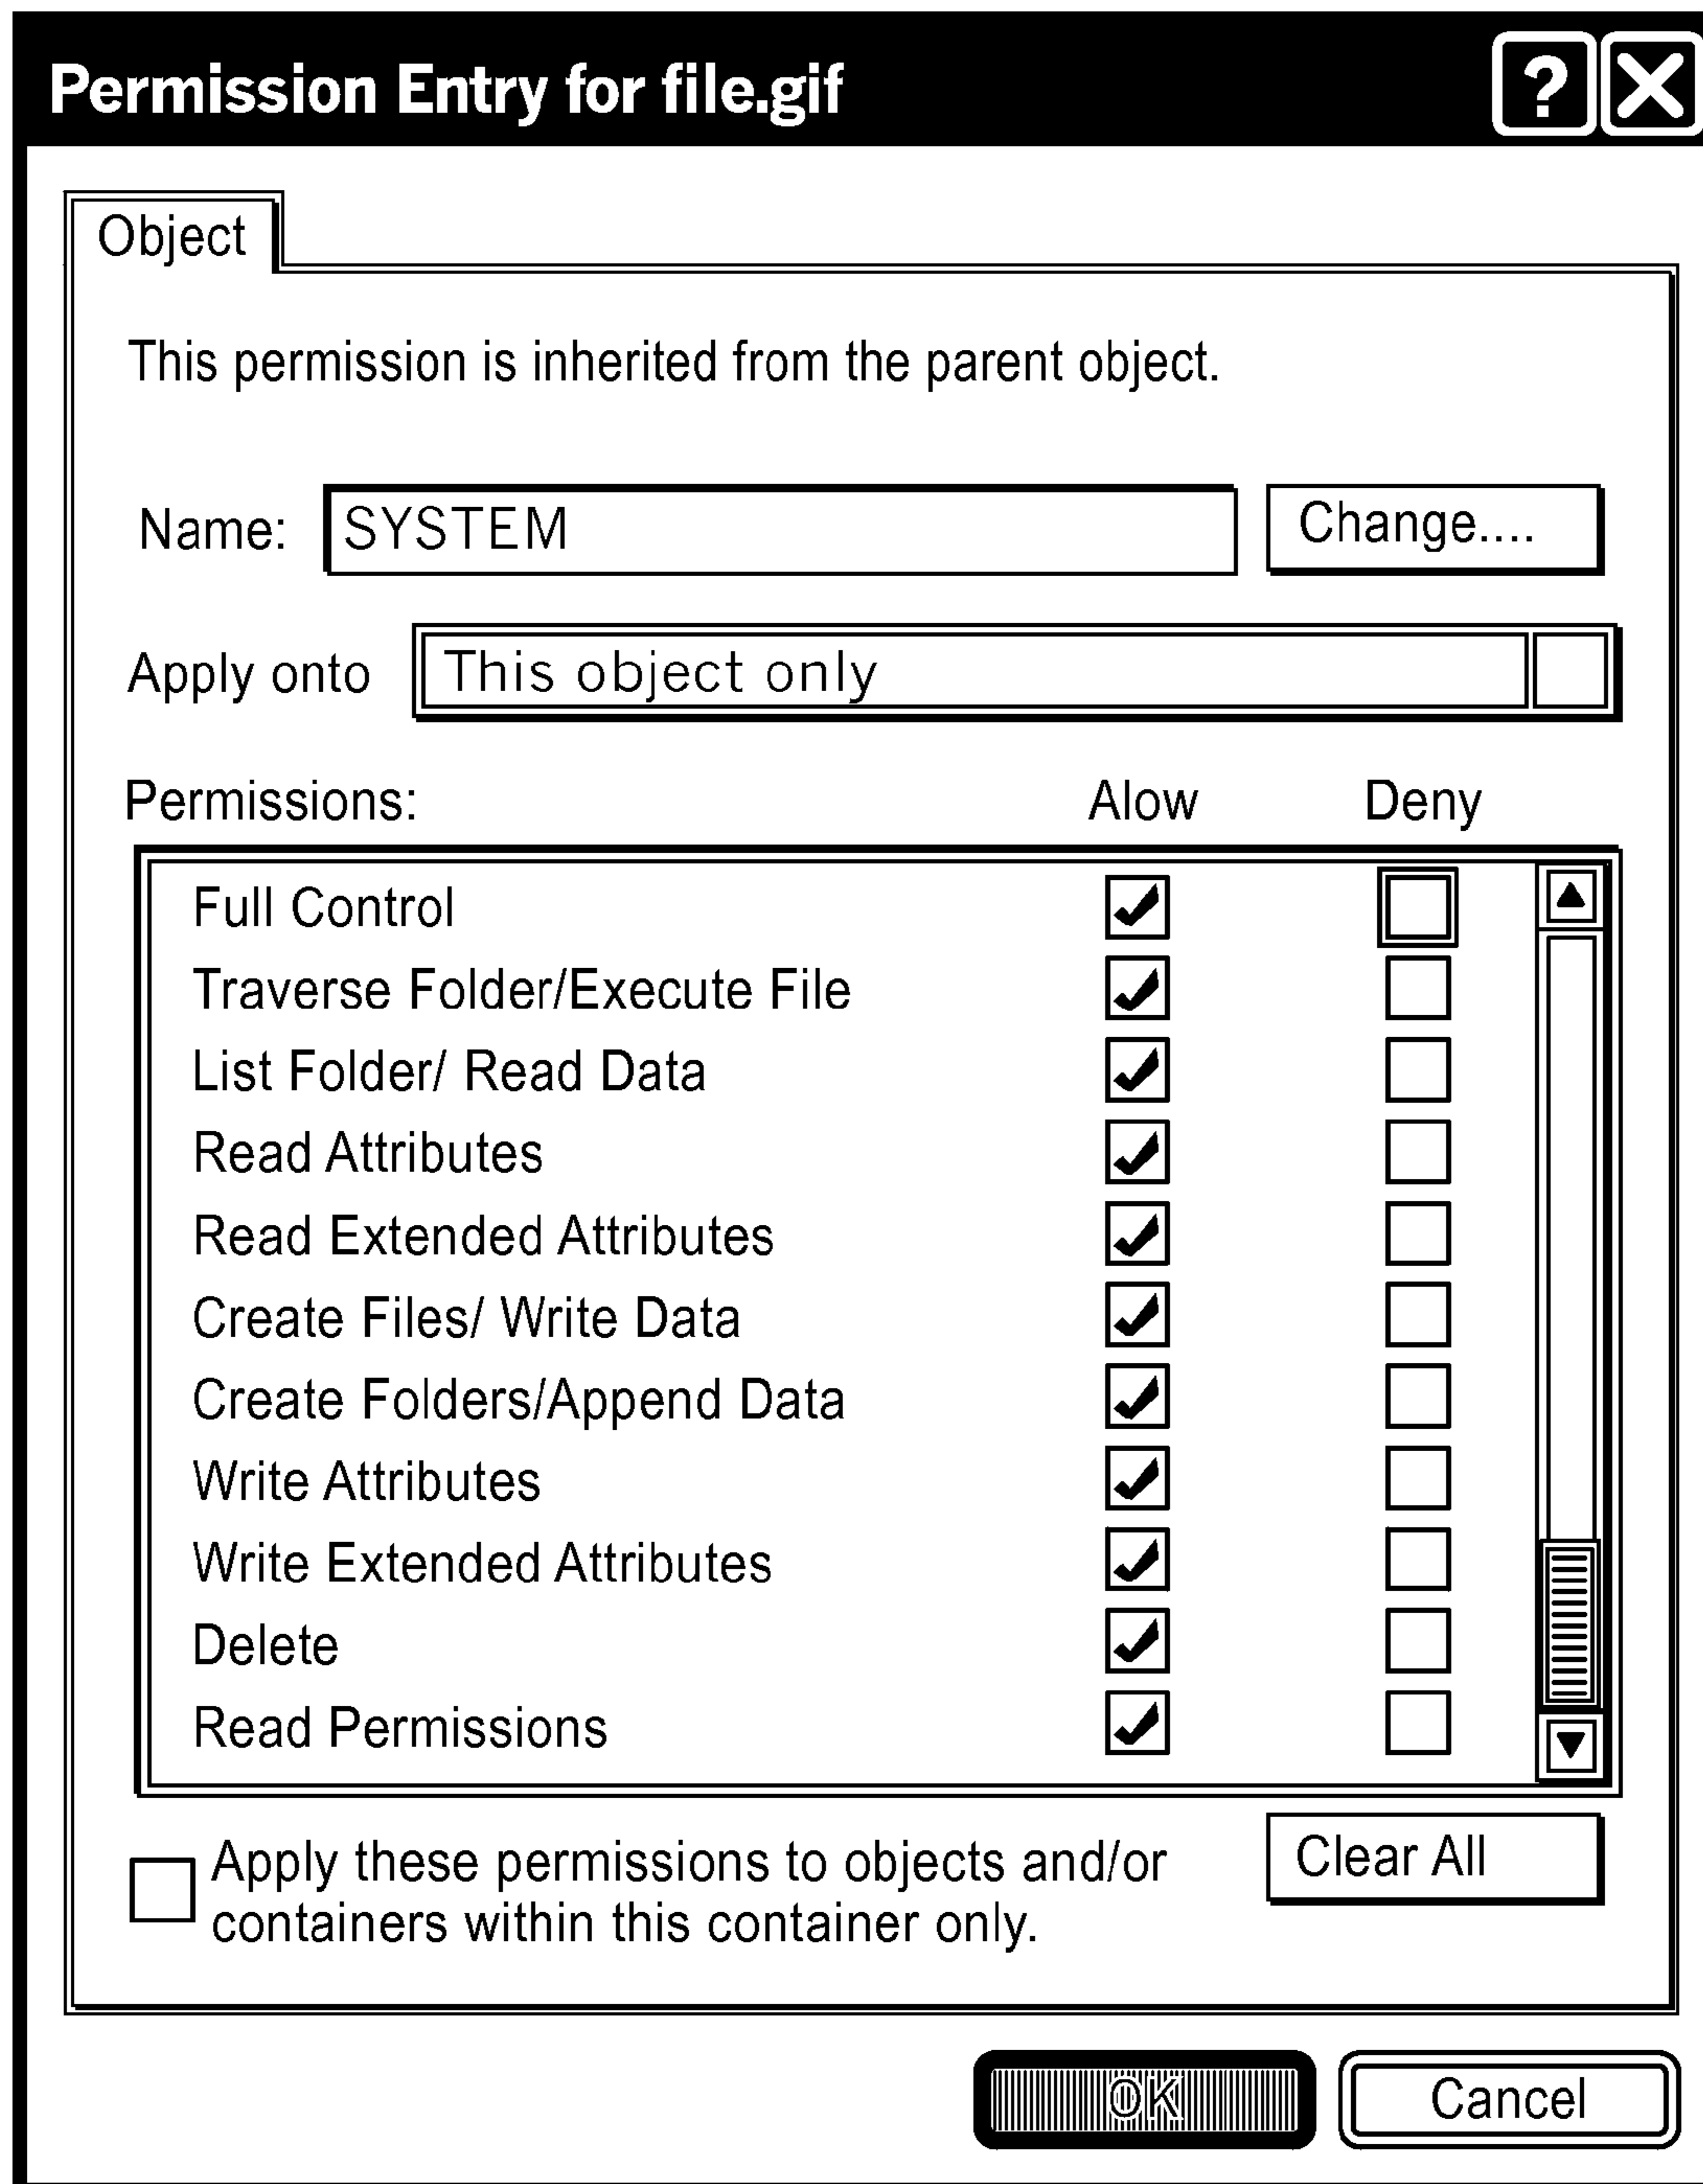 Permission Entry for file.gif ?
Object
This permission is inherited from the parent object.
Name: SYSTEM Change....
Apply onto This object only
Permissions: Alow Deny
Full Control
Traverse Folder/Execute File
List Folder/ Read Data
Read Attributes
Read Extended Attributes
Create Files/ Write Data
Create Folders/Append Data
Write Attributes
Write Extended Attributes
Delete
Read Permissions
Apply these permissions to objects and/or
containers within this container only.
Clear All
OK Cancel